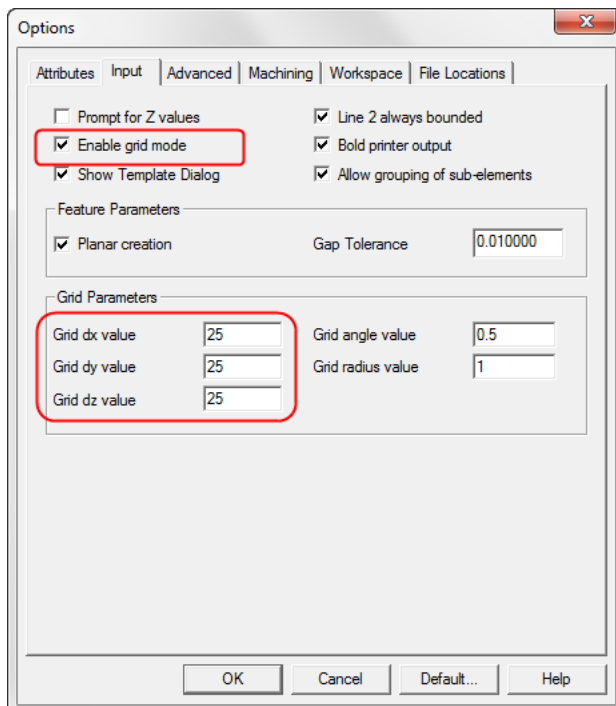 Options
Attributes Input Advanced Machining Workspace File Locations
Prompt for Z values Line 2 always bounded
Enable grid mode Bold printer output
Show Template Dialog Allow grouping of sub-elements
Feature Parameters
Planar creation Gap Tolerance 0.010000
Grid Parameters
Grid dx value 25 Grid angle value 0.5
Grid dy value 25 Grid radius value 1
Grid dz value 25
OK Cancel Default... Help